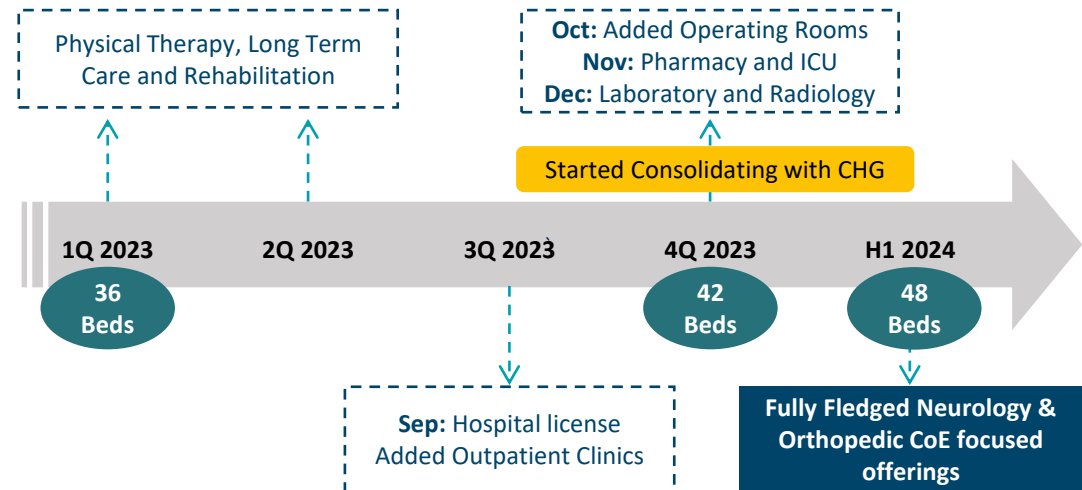 Physical Therapy, Long Term
Care and Rehabilitation
Oct: Added Operating Rooms
Nov: Pharmacy and ICU
Dec: Laboratory and Radiology
Started Consolidating with CHG
1Q 2023
2Q 2023
3Q 2023`
4Q 2023
H1 2024
36
Beds
42
Beds
48
Beds
Sep: Hospital license
Added Outpatient Clinics
Fully Fledged Neurology &
Orthopedic CoE focused
offerings